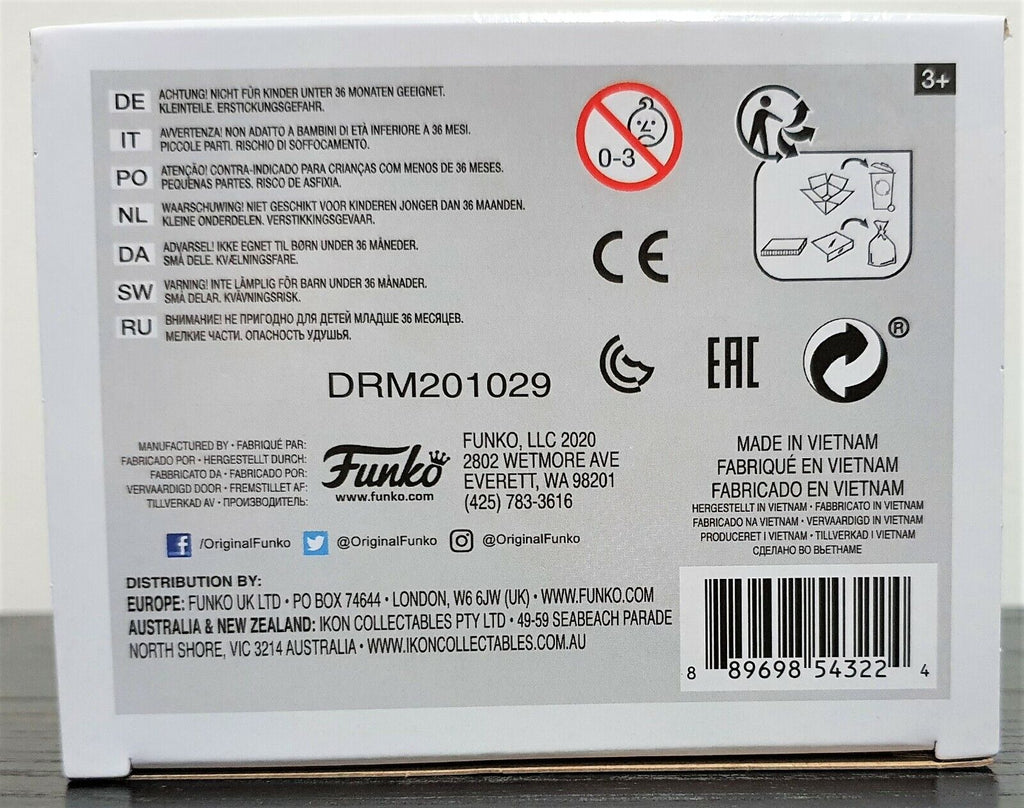 3+
DE ACHTUNG! NICHT FÜR KINDER UNTER 36 MONATEN GEEIGNET.
KLEINTEILE. ERSTICKUNGSGEFAHR.
IT AVVERTENZA! NON ADATTO A BAMBINI DI ETÀ INFERIORE A 36 MESI.
PICCOLE PARTI. RISCHIO DI SOFFOCAMENTO.
PO ATENÇÃO! CONTRA-INDICADO PARA CRIANÇAS COM MENOS DE 36 MESES.
PEQUENAS PARTES. RISCO DE ASFIXIA.
NL WAARSCHUWING! NIET GESCHIKT VOOR KINDEREN JONGER DAN 36 MAANDEN.
KLEINE ONDERDELEN. VERSTIKKINGSGEVAAR.
DA ADVARSEL! IKKE EGNET TIL BØRN UNDER 36 MÅNEDER.
SMÅ DELE. KVÆLNINGSFARE.
SW VARNING! INTE LÄMPLIG FÖR BARN UNDER 36 MÅNADER.
SMÅ DELAR. KVÄVNINGSRISK.
RU ВНИМАНИЕ! НЕ ПРИГОДНО ДЛЯ ДЕТЕЙ МЛАДШЕ 36 МЕСЯЦЕВ.
МЕЛКИЕ ЧАСТИ. ОПАСНОСТЬ УДУШЬЯ.
0-3
CE
EAC
®
DRM201029
MANUFACTURED BY • FABRIQUÉ PAR:
FABRICADO POR • HERGESTELLT DURCH:
FABBRICATO DA • FABRICADO POR:
VERVAARDIGD DOOR • FREMSTILLET AF:
TILLVERKAD AV • ПРОИЗВОДИТЕЛЬ:
Funko
www.funko.com
FUNKO, LLC 2020
2802 WETMORE AVE
EVERETT, WA 98201
(425) 783-3616
MADE IN VIETNAM
FABRIQUÉ EN VIETNAM
FABRICADO EN VIETNAM
HERGESTELLT IN VIETNAM • FABBRICATO IN VIETNAM
FABRICADO NA VIETNAM • VERVAARDIGD IN VIETNAM
PRODUCERET I VIETNAM • TILLVERKAD I VIETNAM
СДЕЛАНО ВО ВЬЕТНАМЕ
/OriginalFunko @OriginalFunko @OriginalFunko
DISTRIBUTION BY:
EUROPE: FUNKO UK LTD • PO BOX 74644 • LONDON, W6 6JW (UK) • WWW.FUNKO.COM
AUSTRALIA & NEW ZEALAND: IKON COLLECTABLES PTY LTD • 49-59 SEABEACH PARADE
NORTH SHORE, VIC 3214 AUSTRALIA • WWW.IKONCOLLECTABLES.COM.AU
8 89698 54322 4